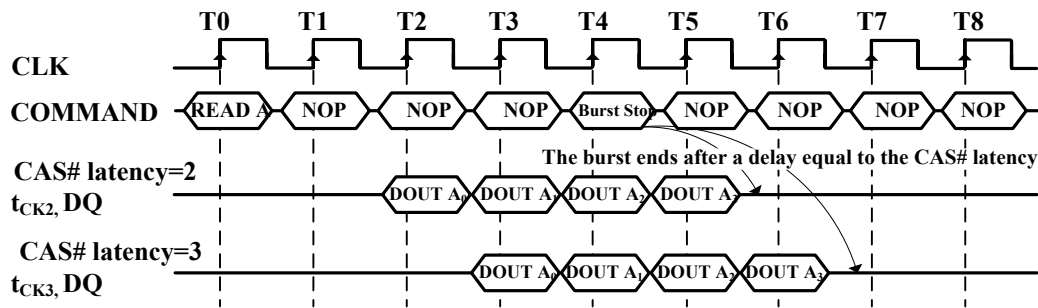 T0 T1 T2 T3 T4 T5 T6 T7 T8
CLK
COMMAND READ A NOP NOP NOP Burst Stop NOP NOP NOP NOP
The burst ends after a delay equal to the CAS# latency
CAS# latency=2
tCK2, DQ DOUT A0 DOUT A1 DOUT A2 DOUT A3
CAS# latency=3
tCK3, DQ DOUT A0 DOUT A1 DOUT A2 DOUT A3